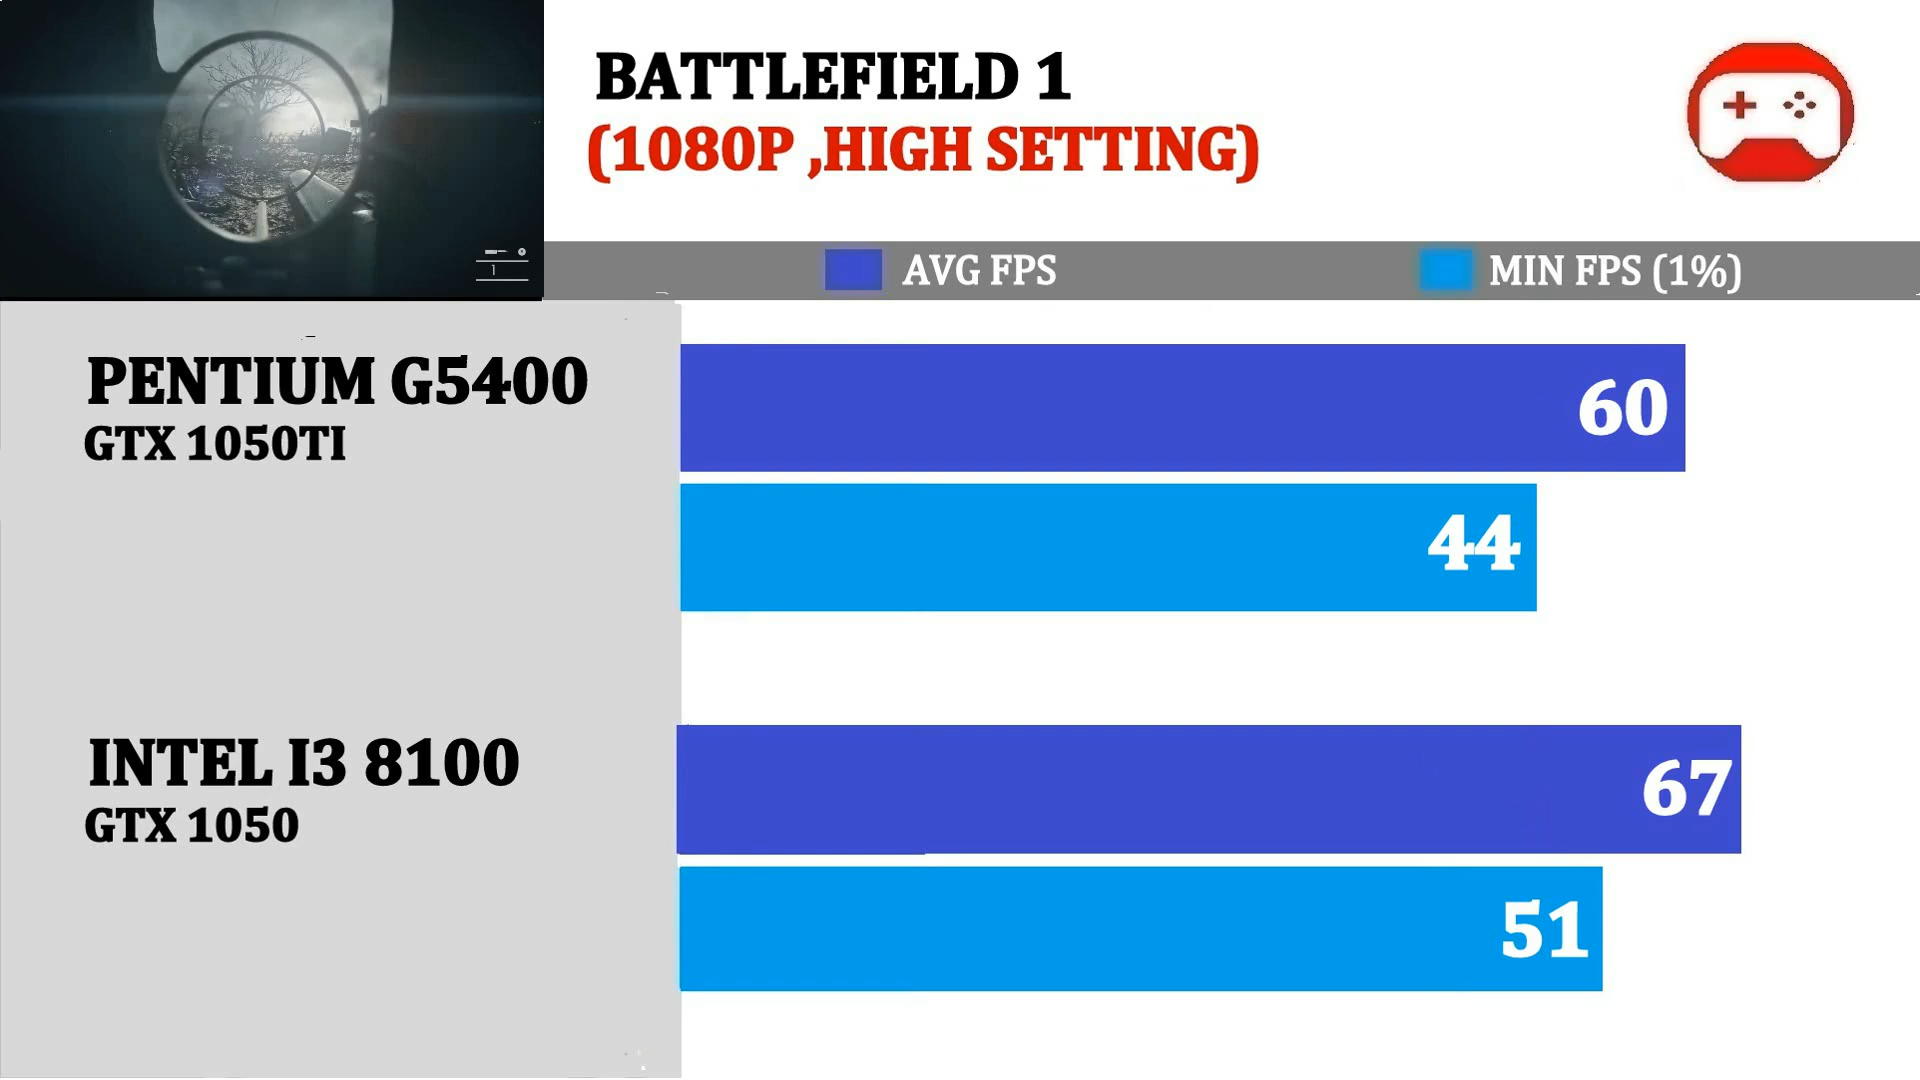 BATTLEFIELD 1
(1080P ,HIGH SETTING)
1
AVG FPS
MIN FPS (1%)
PENTIUM G5400
GTX 1050TI
60
44
INTEL I3 8100
GTX 1050
67
51